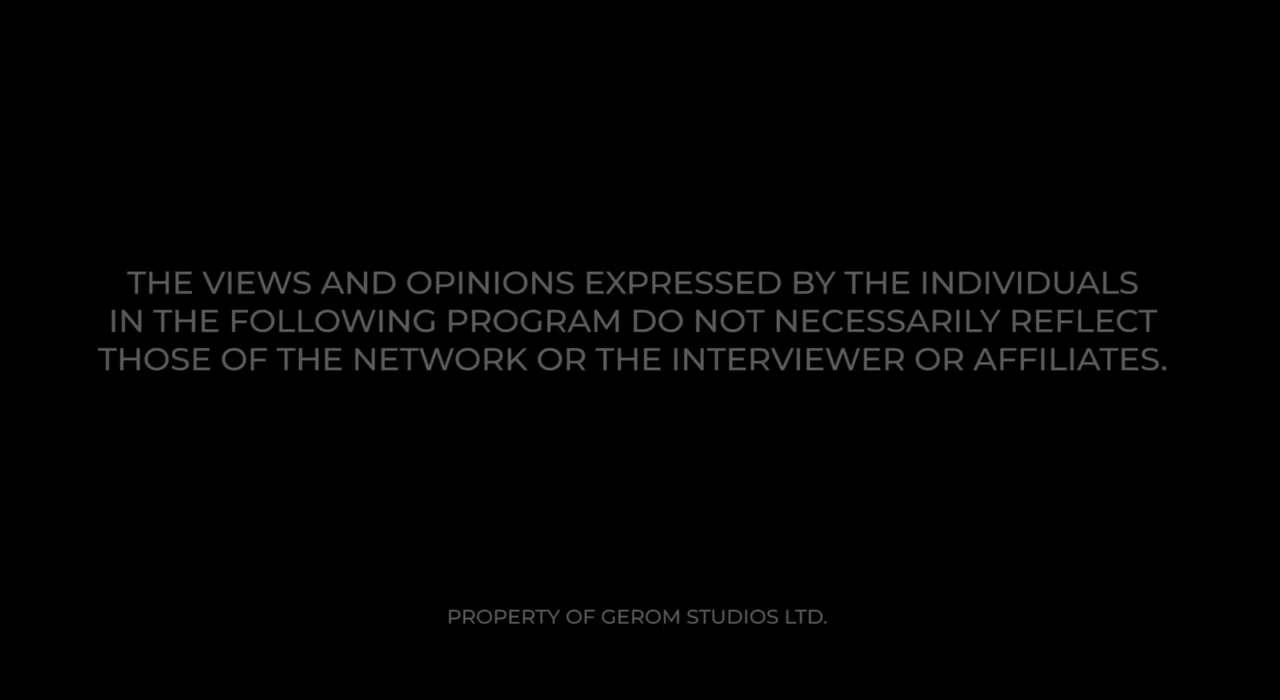 THE VIEWS AND OPINIONS EXPRESSED BY THE INDIVIDUALS
IN THE FOLLOWING PROGRAM DO NOT NECESSARILY REFLECT
THOSE OF THE NETWORK OR THE INTERVIEWER OR AFFILIATES.
PROPERTY OF GEROM STUDIOS LTD.